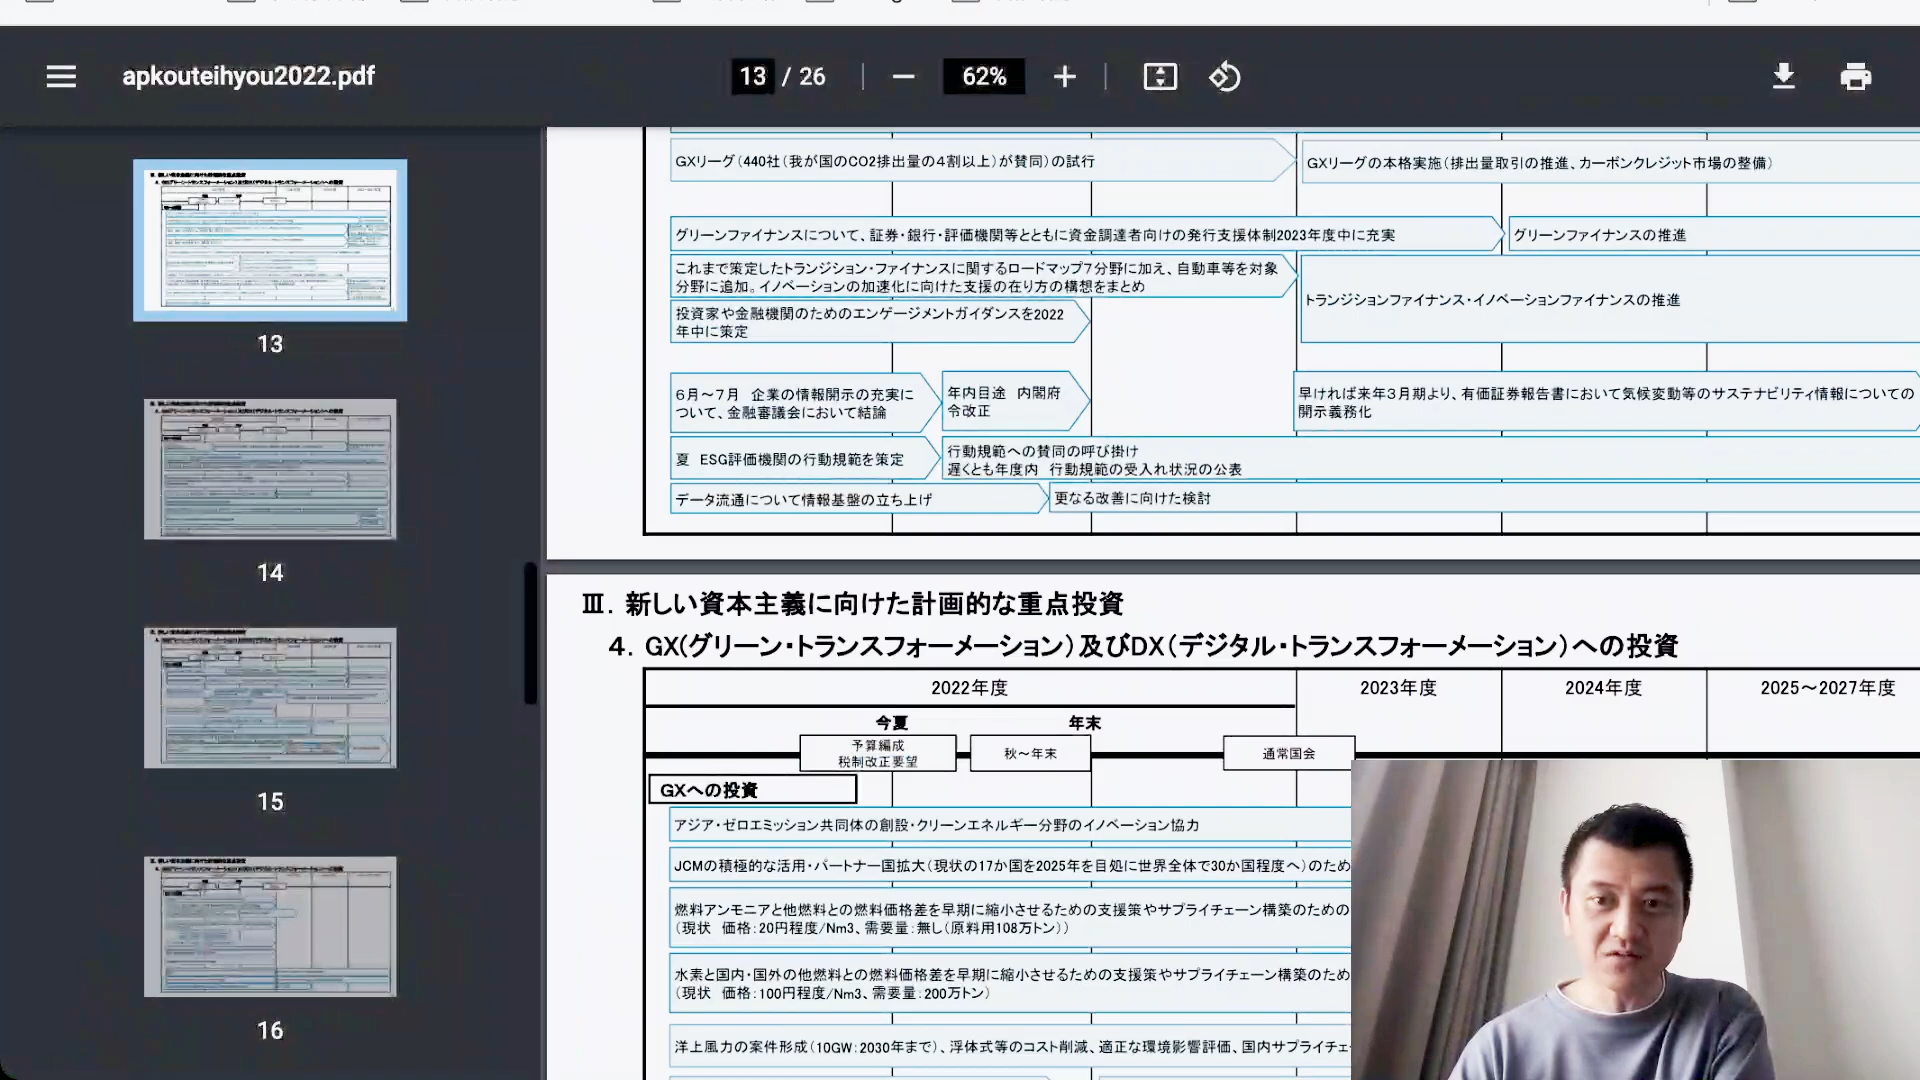 apkouteihyou2022.pdf
13 / 26
62%
13
14
15
16
GXリーグ（440社（我が国のCO2排出量の４割以上）が賛同）の試行
GXリーグの本格実施（排出量取引の推進、カーボンクレジット市場の整備）
グリーンファイナンスについて、証券・銀行・評価機関等とともに資金調達者向けの発行支援体制2023年度中に充実
グリーンファイナンスの推進
これまで策定したトランジション・ファイナンスに関するロードマップ７分野に加え、自動車等を対象
分野に追加。イノベーションの加速化に向けた支援の在り方の構想をまとめ
トランジションファイナンス・イノベーションファイナンスの推進
投資家や金融機関のためのエンゲージメントガイダンスを2022
年中に策定
６月～７月　企業の情報開示の充実に
ついて、金融審議会において結論
年内目途　内閣府
令改正
早ければ来年３月期より、有価証券報告書において気候変動等のサステナビリティ情報についての
開示義務化
夏　ESG評価機関の行動規範を策定
行動規範への賛同の呼び掛け
遅くとも年度内　行動規範の受入れ状況の公表
データ流通について情報基盤の立ち上げ
更なる改善に向けた検討
Ⅲ．新しい資本主義に向けた計画的な重点投資
４．GX（グリーン・トランスフォーメーション）及びDX（デジタル・トランスフォーメーション）への投資
2022年度
2023年度
2024年度
2025～2027年度
今夏
年末
予算編成
税制改正要望
秋～年末
通常国会
GXへの投資
アジア・ゼロエミッション共同体の創設・クリーンエネルギー分野のイノベーション協力
JCMの積極的な活用・パートナー国拡大（現状の17か国を2025年を目処に世界全体で30か国程度へ）のため
燃料アンモニアと他燃料との燃料価格差を早期に縮小させるための支援策やサプライチェーン構築のための
（現状　価格：20円程度/Nm3、需要量：無し（原料用108万トン））
水素と国内・国外の他燃料との燃料価格差を早期に縮小させるための支援策やサプライチェーン構築のため
（現状　価格：100円程度/Nm3、需要量：200万トン）
洋上風力の案件形成（10GW：2030年まで）、浮体式等のコスト削減、適正な環境影響評価、国内サプライチェ